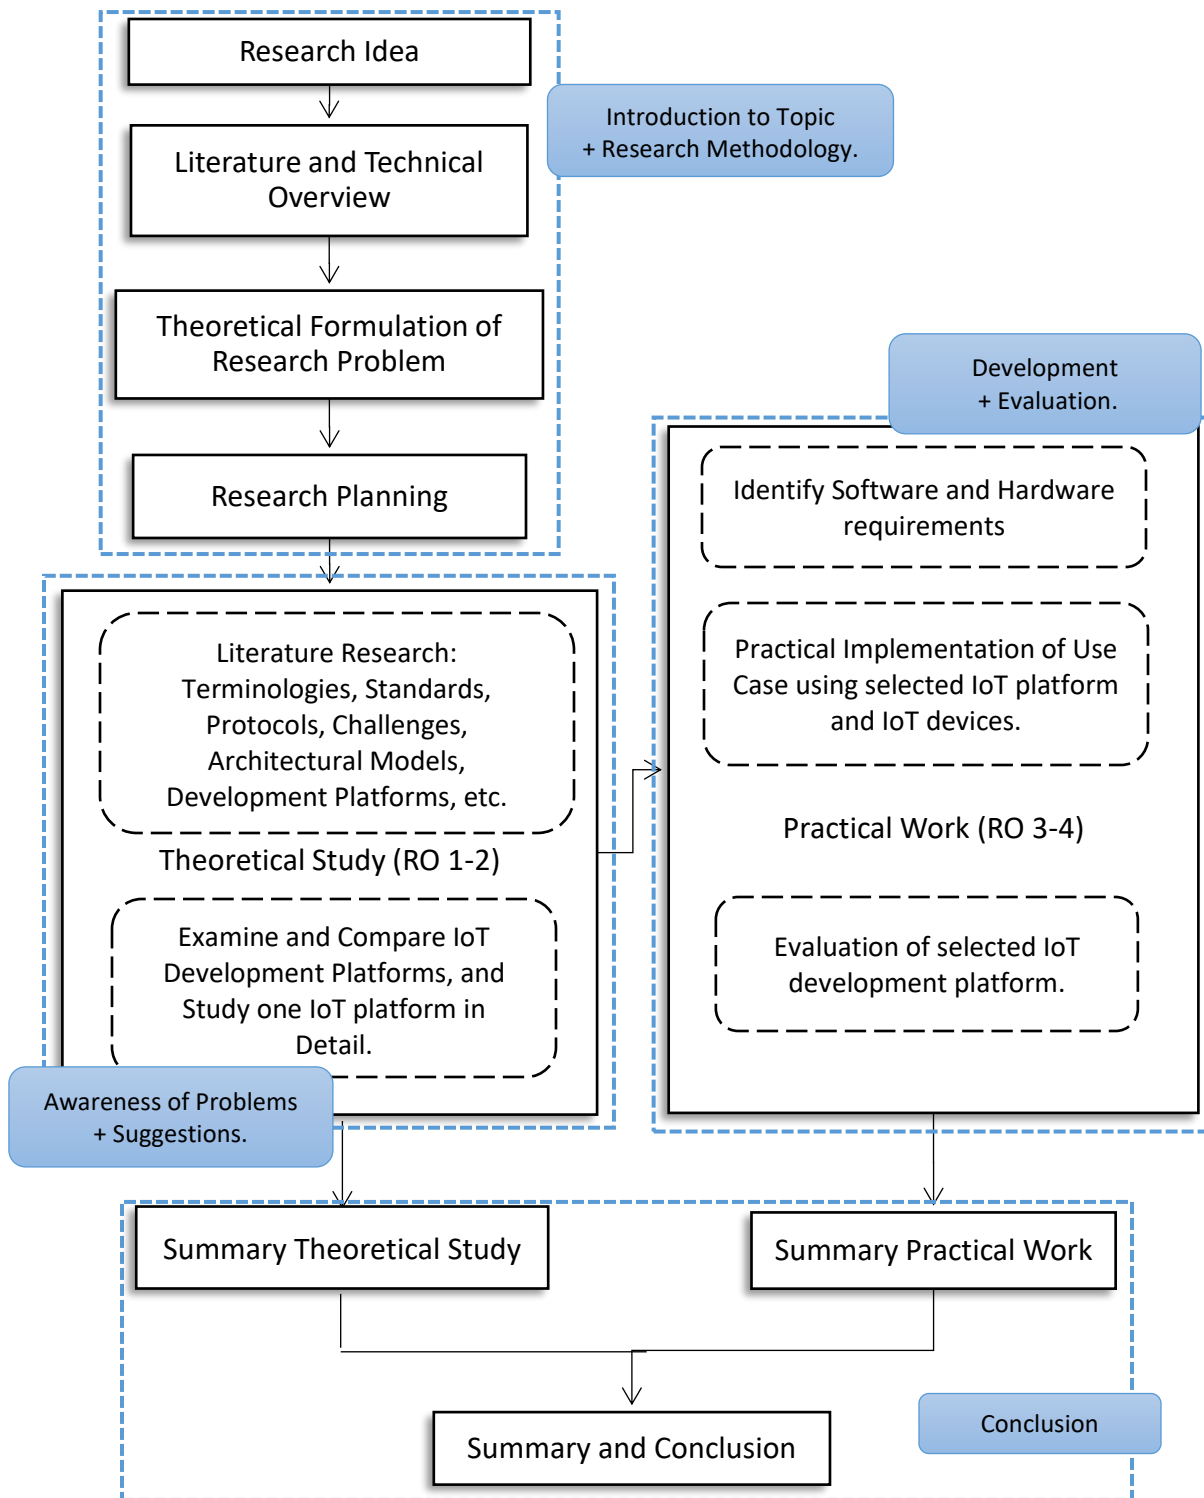 Research Idea
Introduction to Topic
+ Research Methodology.
Literature and Technical
Overview
Theoretical Formulation of
Research Problem
Research Planning
Development
+ Evaluation.
Identify Software and Hardware
requirements
Practical Implementation of Use
Case using selected IoT platform
and IoT devices.
Practical Work (RO 3-4)
Evaluation of selected IoT
development platform.
Literature Research:
Terminologies, Standards,
Protocols, Challenges,
Architectural Models,
Development Platforms, etc.
Theoretical Study (RO 1-2)
Examine and Compare IoT
Development Platforms, and
Study one IoT platform in
Detail.
Awareness of Problems
+ Suggestions.
Summary Theoretical Study
Summary Practical Work
Conclusion
Summary and Conclusion